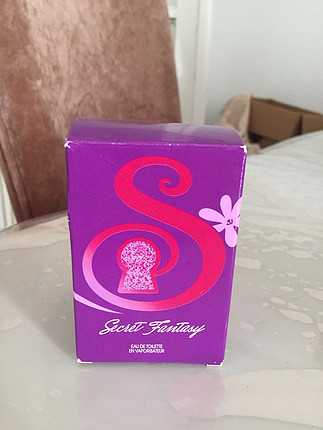 Secret Fantasy
EAU DE TOILETTE
EN VAPORISATEUR